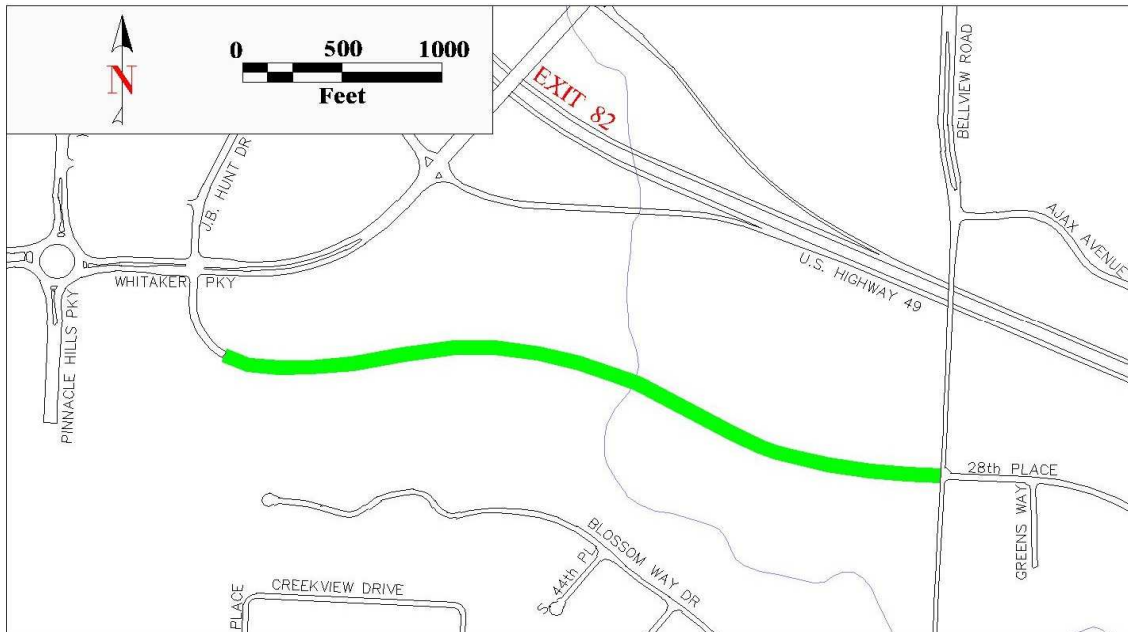 0 500 1000
Feet
N
EXIT 82
BELLVIEW ROAD
AJAX AVENUE
J.B. HUNT DR
U.S. HIGHWAY 49
WHITAKER PKY
PINNACLE HILLS PKY
28th PLACE
GREENS WAY
BLOSSOM WAY DR
S. 44th PL
CREEKVIEW DRIVE
PLACE